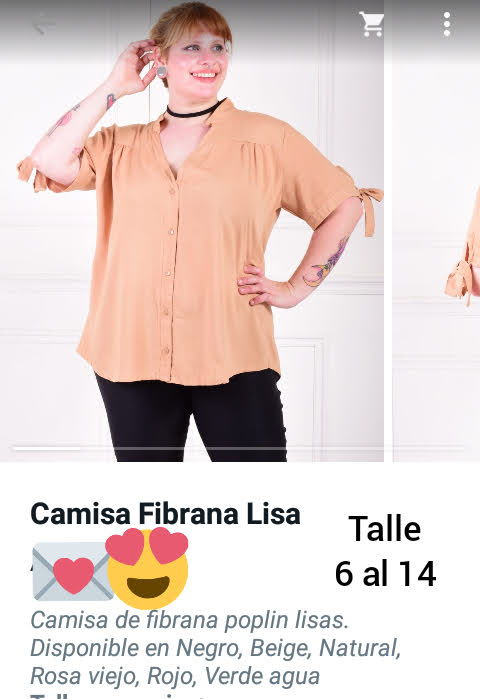 Camisa Fibrana Lisa
Talle
6 al 14
Camisa de fibrana poplin lisas.
Disponible en Negro, Beige, Natural,
Rosa viejo, Rojo, Verde agua